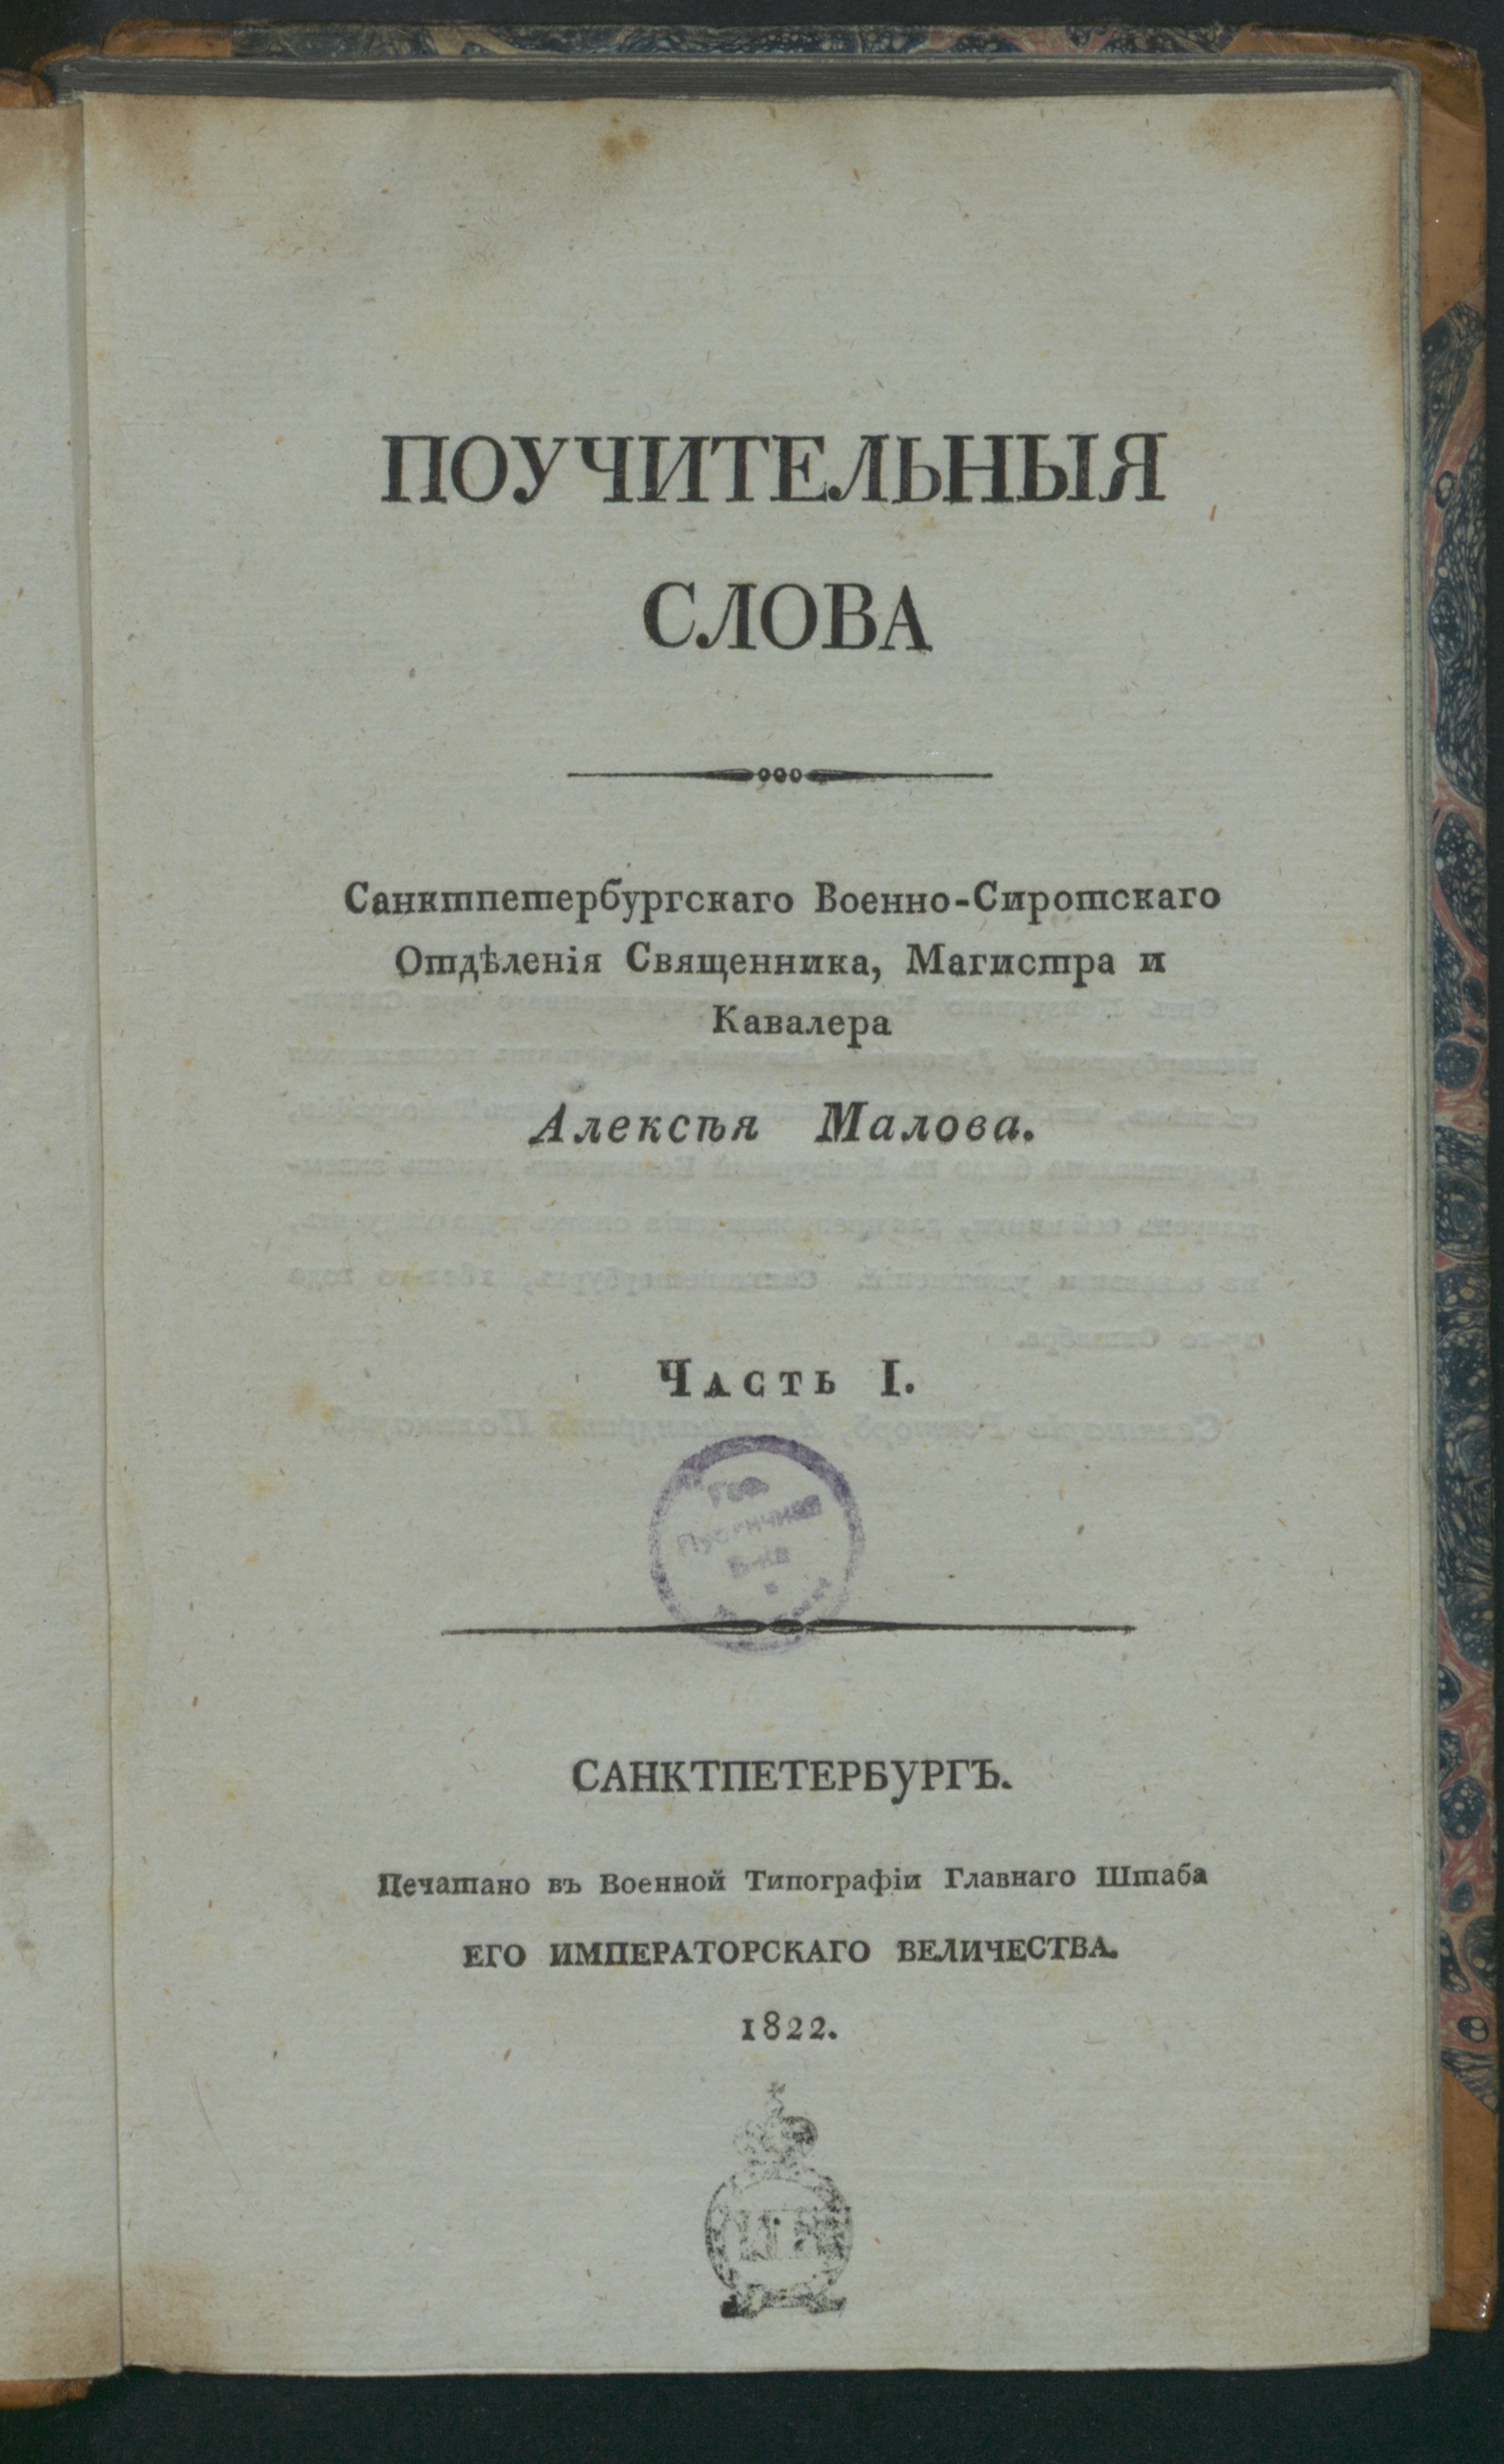 ПОУЧИТЕЛЬНЫЯ
СЛОВА
Санктпетербургскаго Военно-Сиротскаго
Отдѣленія Священника, Магистра и
Кавалера
Алексѣя Малова.
Часть I.
Публичная
САНКТПЕТЕРБУРГЪ.
Печатано въ Военной Типографіи Главнаго Штаба
ЕГО ИМПЕРАТОРСКАГО ВЕЛИЧЕСТВА.
1822.